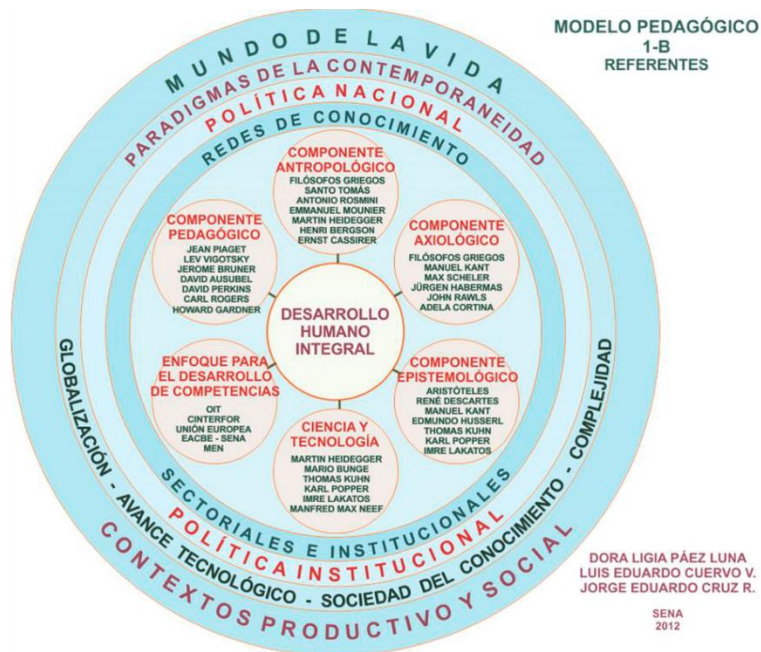 MODELO PEDAGÓGICO
1-B
REFERENTES
MUNDO DE LA VIDA
PARADIGMAS DE LA CONTEMPORANEIDAD
POLÍTICA NACIONAL
REDES DE CONOCIMIENTO
COMPONENTE
ANTROPOLÓGICO
FILÓSOFOS GRIEGOS
SANTO TOMÁS
ANTONIO ROSMINI
EMMANUEL MOUNIER
MARTIN HEIDEGGER
HENRI BERGSON
ERNST CASSIRER
COMPONENTE
PEDAGÓGICO
JEAN PIAGET
LEV VIGOTSKY
JEROME BRUNER
DAVID AUSUBEL
DAVID PERKINS
CARL ROGERS
HOWARD GARDNER
COMPONENTE
AXIOLÓGICO
FILÓSOFOS GRIEGOS
MANUEL KANT
MAX SCHELER
JÜRGEN HABERMAS
JOHN RAWLS
ADELA CORTINA
DESARROLLO
HUMANO
INTEGRAL
ENFOQUE PARA
EL DESARROLLO
DE COMPETENCIAS
OIT
CINTERFOR
UNIÓN EUROPEA
EACBE - SENA
MEN
COMPONENTE
EPISTEMOLÓGICO
ARISTÓTELES
RENÉ DESCARTES
MANUEL KANT
EDMUNDO HUSSERL
THOMAS KUHN
KARL POPPER
IMRE LAKATOS
CIENCIA Y
TECNOLOGÍA
MARTIN HEIDEGGER
MARIO BUNGE
THOMAS KUHN
KARL POPPER
IMRE LAKATOS
MANFRED MAX NEEF
SECTORIALES E INSTITUCIONALES
POLÍTICA INSTITUCIONAL
GLOBALIZACIÓN - AVANCE TECNOLÓGICO - SOCIEDAD DEL CONOCIMIENTO - COMPLEJIDAD
CONTEXTOS PRODUCTIVO Y SOCIAL
DORA LIGIA PÁEZ LUNA
LUIS EDUARDO CUERVO V.
JORGE EDUARDO CRUZ R.
SENA
2012